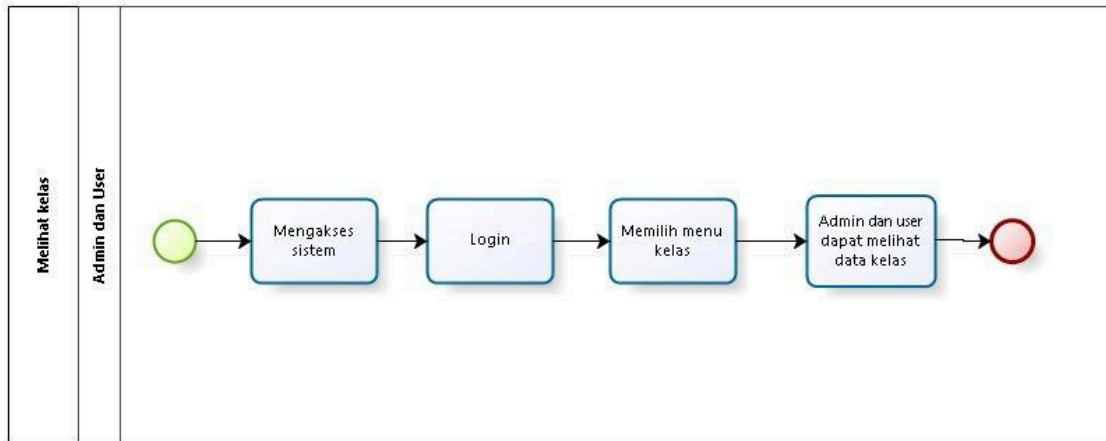 Melihat kelas
Admin dan User
Mengakses
sistem
Login
Memilih menu
kelas
Admin dan user
dapat melihat
data kelas